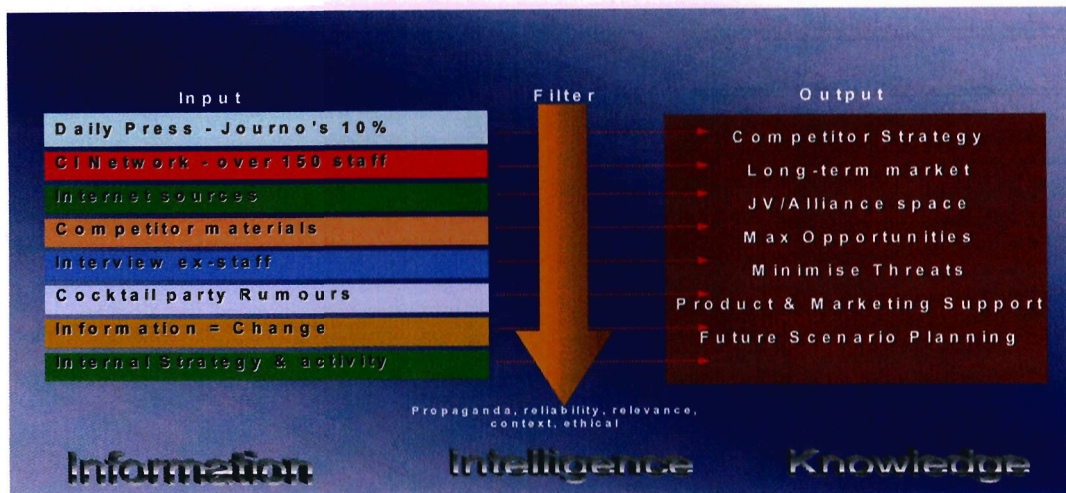 Input
Filter
Output
Daily Press - Journo's 10%
CI Network - over 150 staff
Internet sources
Competitor materials
Interview ex-staff
Cocktail party Rumours
Information = Change
Internal Strategy & activity
Competitor Strategy
Long-term market
JV/Alliance space
Max Opportunities
Minimise Threats
Product & Marketing Support
Future Scenario Planning
Propaganda, reliability, relevance,
context, ethical
Information
Intelligence
Knowledge